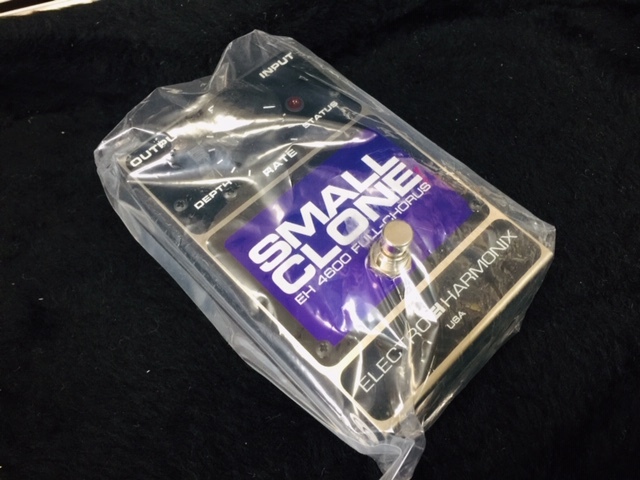 OUTPUT
INPUT
STATUS
DEPTH
RATE
SMALL
CLONE
EH 4600 FULL-CHORUS
ELECTRO-HARMONIX
USA